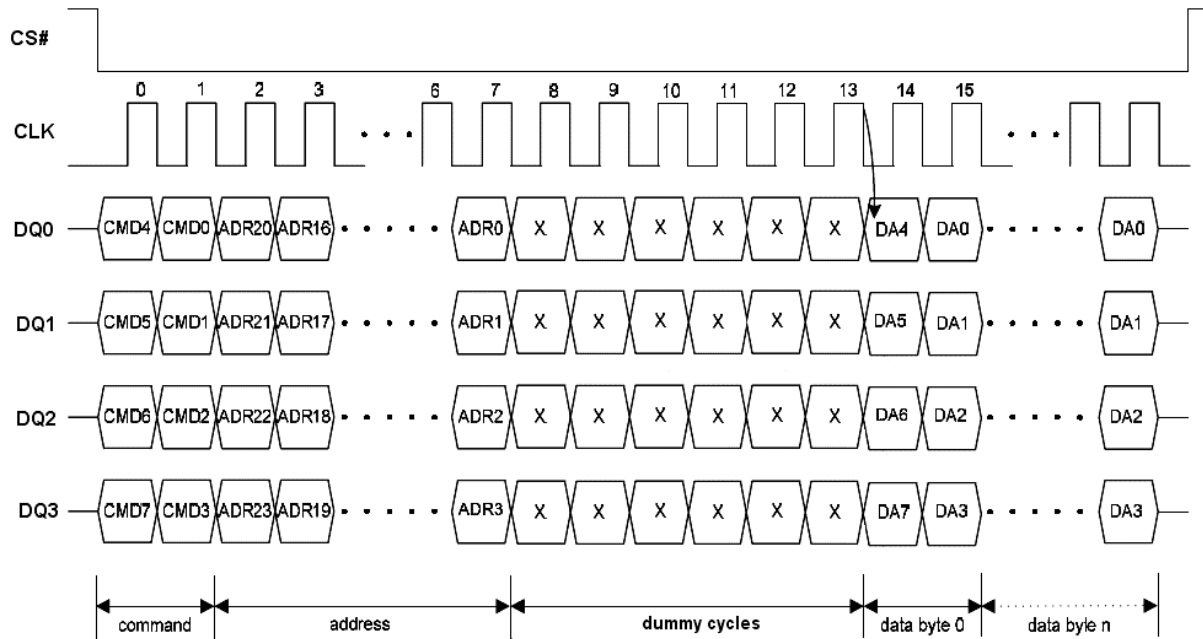 CS#
0 1 2 3 6 7 8 9 10 11 12 13 14 15
CLK
DQ0 CMD4 CMD0 ADR20 ADR16 ADR0 X X X X X X DA4 DA0 DA0
DQ1 CMD5 CMD1 ADR21 ADR17 ADR1 X X X X X X DA5 DA1 DA1
DQ2 CMD6 CMD2 ADR22 ADR18 ADR2 X X X X X X DA6 DA2 DA2
DQ3 CMD7 CMD3 ADR23 ADR19 ADR3 X X X X X X DA7 DA3 DA3
command address dummy cycles data byte 0 data byle n